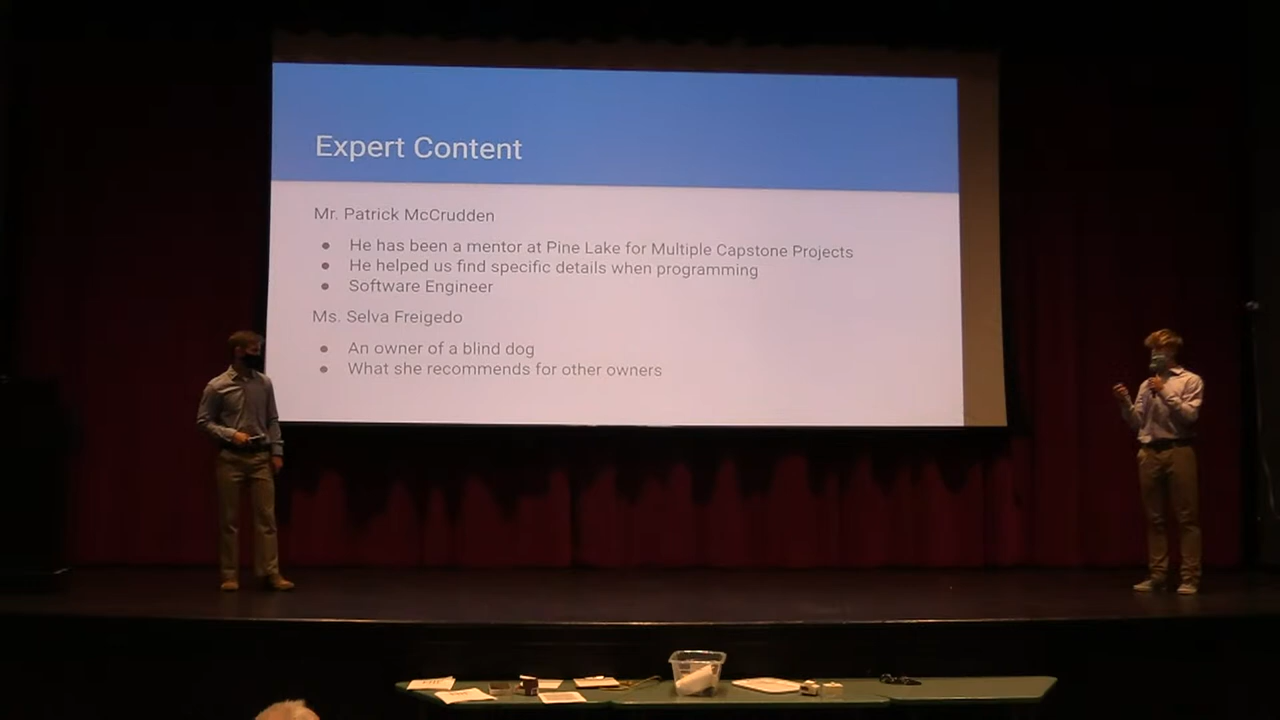 Expert Content
Mr. Patrick McCrudden
● He has been a mentor at Pine Lake for Multiple Capstone Projects
● He helped us find specific details when programming
● Software Engineer
Ms. Selva Freigedo
● An owner of a blind dog
● What she recommends for other owners